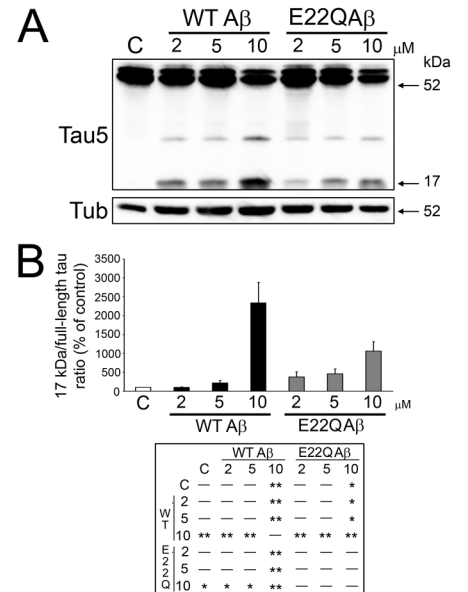 A
WT Aβ E22QAβ
C 2 5 10 2 5 10 μM
kDa
52
Tau5
17
Tub 52
B
17 kDa/full-length tau
ratio (% of control)
3500
3000
2500
2000
1500
1000
500
0
C 2 5 10 2 5 10 μM
WT Aβ E22QAβ
WT Aβ E22QAβ
C 2 5 10 2 5 10
C — — — ** — — *
WT
2 — — — ** — — *
5 — — — ** — — *
10 ** ** ** — ** ** **
E22Q
2 — — — ** — — —
5 — — — ** — — —
10 * * * ** — — —